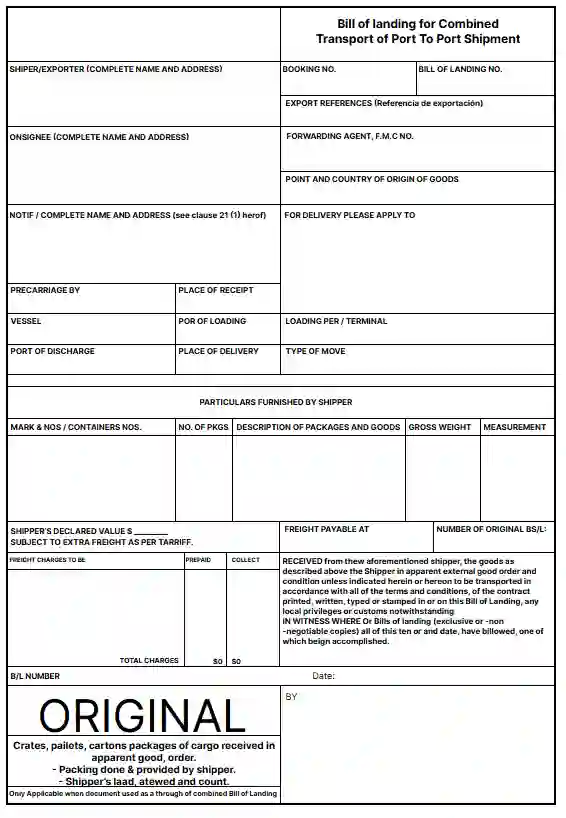 Bill of landing for Combined
Transport of Port To Port Shipment
SHIPER/EXPORTER (COMPLETE NAME AND ADDRESS)
BOOKING NO.
BILL OF LANDING NO.
EXPORT REFERENCES (Referencia de exportación)
ONSIGNEE (COMPLETE NAME AND ADDRESS)
FORWARDING AGENT, F.M.C NO.
POINT AND COUNTRY OF ORIGIN OF GOODS
NOTIF / COMPLETE NAME AND ADDRESS (see clause 21 (1) herof)
FOR DELIVERY PLEASE APPLY TO
PRECARRIAGE BY
PLACE OF RECEIPT
VESSEL
POR OF LOADING
LOADING PER / TERMINAL
PORT OF DISCHARGE
PLACE OF DELIVERY
TYPE OF MOVE
PARTICULARS FURNISHED BY SHIPPER
MARK & NOS / CONTAINERS NOS.
NO. OF PKGS
DESCRIPTION OF PACKAGES AND GOODS
GROSS WEIGHT
MEASUREMENT
SHIPPER'S DECLARED VALUE $ ________
SUBJECT TO EXTRA FREIGHT AS PER TARRIFF.
FREIGHT PAYABLE AT
NUMBER OF ORIGINAL BS/L:
FREIGHT CHARGES TO BE
PREPAID
COLLECT
RECEIVED from thew aforementioned shipper, the goods as
described above the Shipper in apparent external good order and
condition unless indicated herein or hereon to be transported in
accordance with all of the terms and conditions, of the contract
printed, written, typed or stamped in or on this Bill of Landing, any
local privileges or customs notwithstanding
IN WITNESS WHERE Or Bills of landing (exclusive or -non
-negotiable copies) all of this ten or and date, have billowed, one of
which beign accomplished.
TOTAL CHARGES
$0
$0
B/L NUMBER
Date:
ORIGINAL
Crates, pailets, cartons packages of cargo received in
apparent good, order.
- Packing done & provided by shipper.
- Shipper's laad, atewed and count.
Only Applicable when document used as a through of combined Bill of Landing
BY